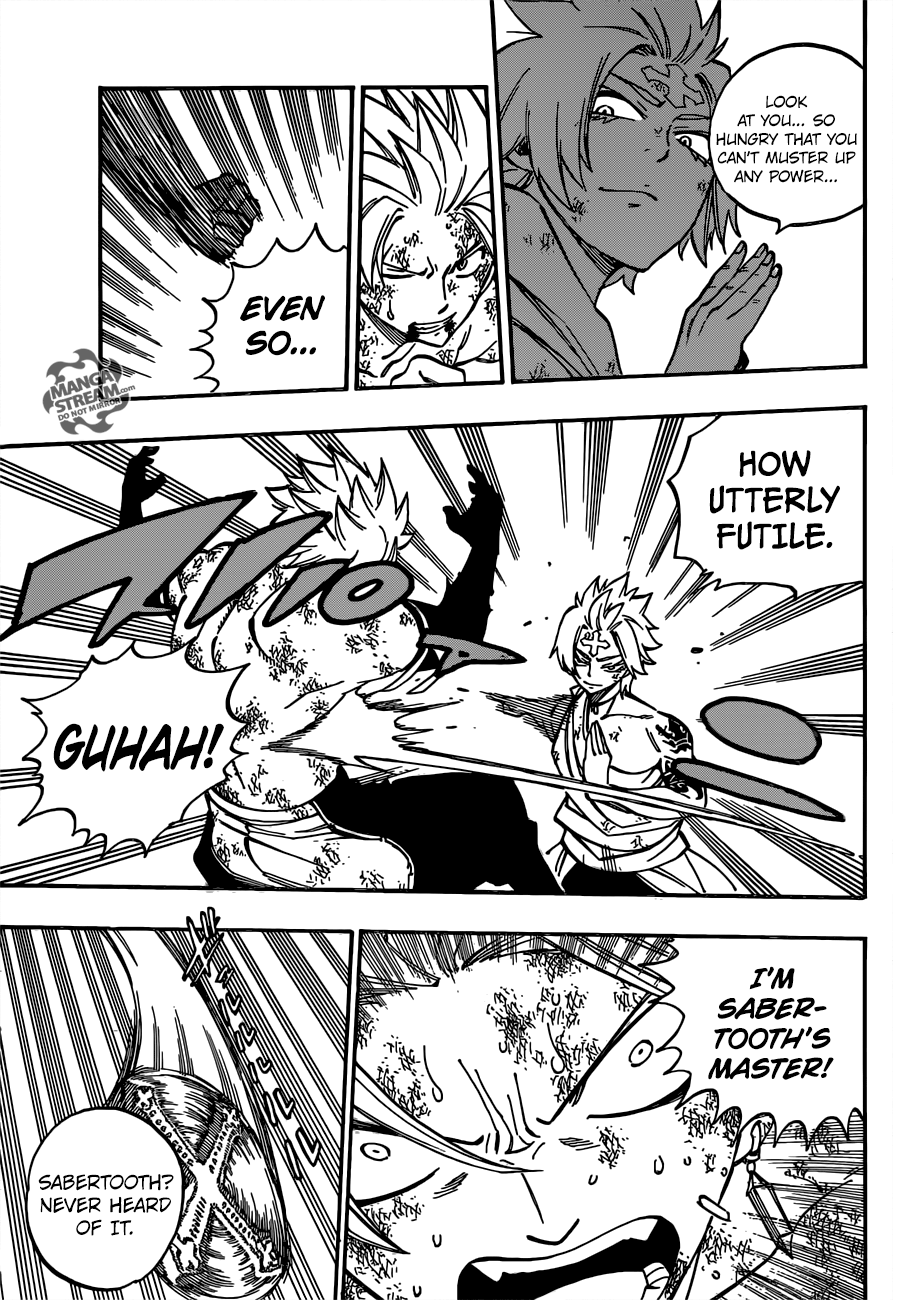 LOOK
AT YOU... SO
HUNGRY THAT YOU
CAN'T MUSTER UP
ANY POWER...
EVEN
SO...
MANGA
STREAM.com
DO NOT MIRROR
HOW
UTTERLY
FUTILE.
GUHAH!
I'M
SABER-
TOOTH'S
MASTER!
SABERTOOTH?
NEVER HEARD
OF IT.